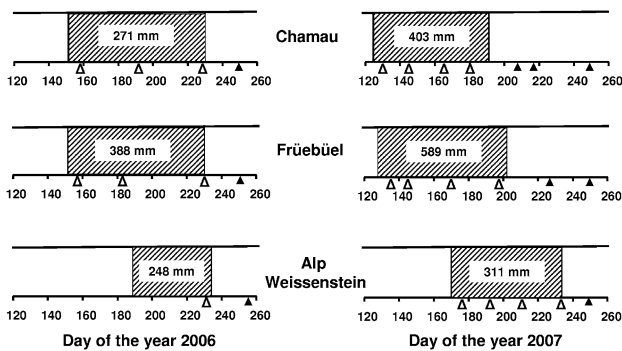 271 mm Chamau 403 mm
120 140 160 180 200 220 240 260 120 140 160 180 200 220 240 260
388 mm Früebüel 589 mm
120 140 160 180 200 220 240 260 120 140 160 180 200 220 240 260
248 mm Alp 311 mm
Weissenstein
120 140 160 180 200 220 240 260 120 140 160 180 200 220 240 260
Day of the year 2006 Day of the year 2007